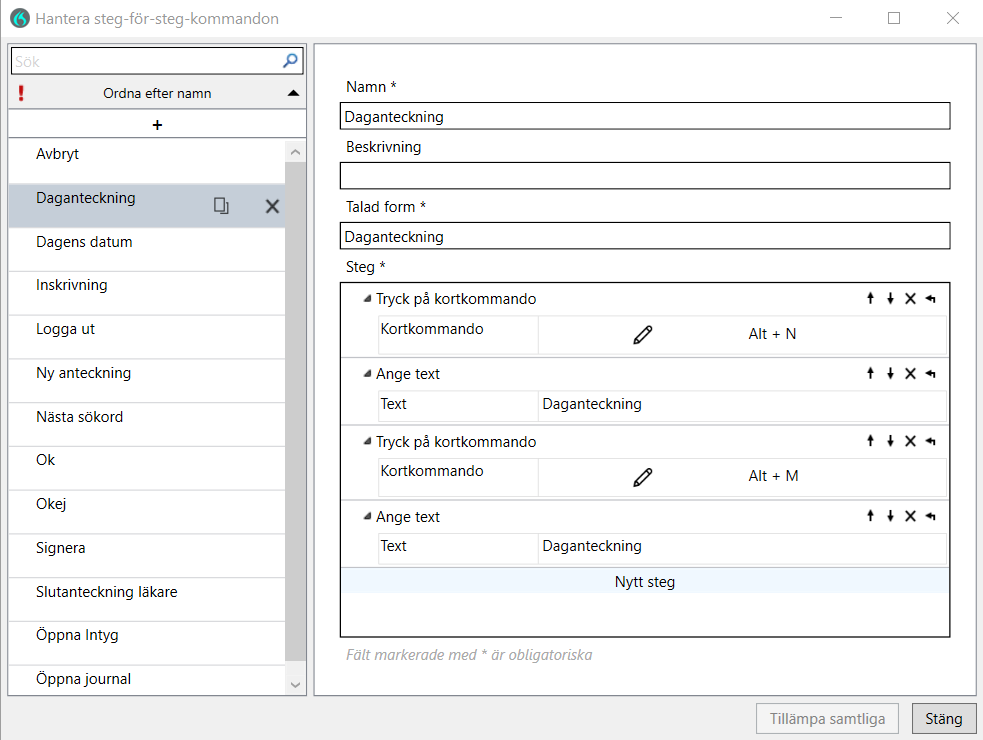 Hantera steg-för-steg-kommandon
Sök
Ordna efter namn
+
Avbryt
Daganteckning
Dagens datum
Inskrivning
Logga ut
Ny anteckning
Nästa sökord
Ok
Okej
Signera
Slutanteckning läkare
Öppna Intyg
Öppna journal
Namn *
Daganteckning
Beskrivning
Talad form *
Daganteckning
Steg *
Tryck på kortkommando
Kortkommando Alt + N
Ange text
Text Daganteckning
Tryck på kortkommando
Kortkommando Alt + M
Ange text
Text Daganteckning
Nytt steg
Fält markerade med * är obligatoriska
Tillämpa samtliga Stäng